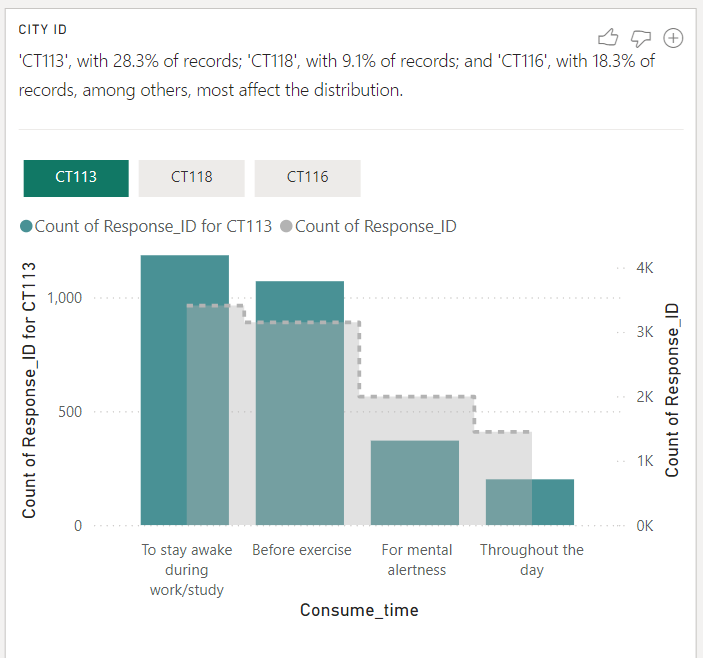 CITY ID
'CT113', with 28.3% of records; 'CT118', with 9.1% of records; and 'CT116', with 18.3% of
records, among others, most affect the distribution.
CT113 CT118 CT116
Count of Response_ID for CT113 Count of Response_ID
Count of Response_ID for CT113
1,000
500
0
4K
3K
2K
1K
0K
Count of Response_ID
To stay awake
during
work/study
Before exercise
For mental
alertness
Throughout the
day
Consume_time